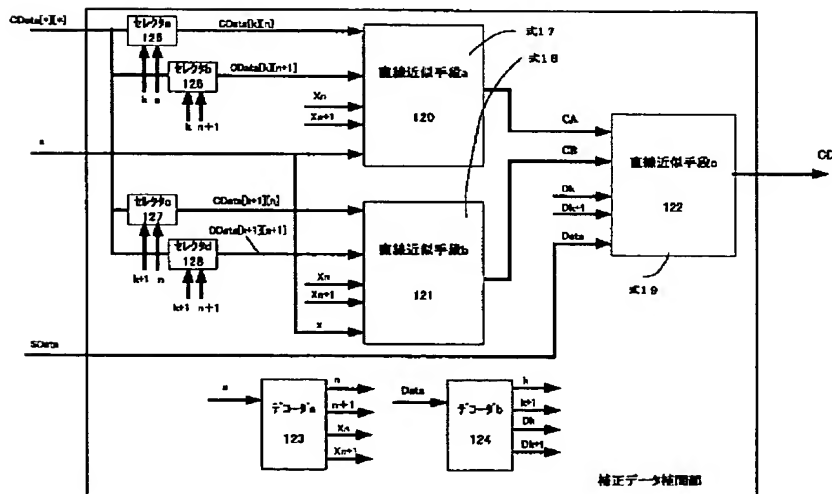 CData[*][*]
セレクタa
125
k n
CData[k][n]
セレクタb
126
k n+1
CData[k][n+1]
Xn
Xn+1
x
直線近似手段a
120
式17
式18
CA
CB
セレクタc
127
k+1 n
CData[k+1][n]
セレクタd
128
k+1 n+1
CData[k+1][n+1]
Xn
Xn+1
x
直線近似手段b
121
Dk
Dk+1
Data
直線近似手段c
122
CD
式19
SData
x
デコーダa
123
n
n+1
Xn
Xn+1
Data
デコーダb
124
k
k+1
Dk
Dk+1
補正データ補間部